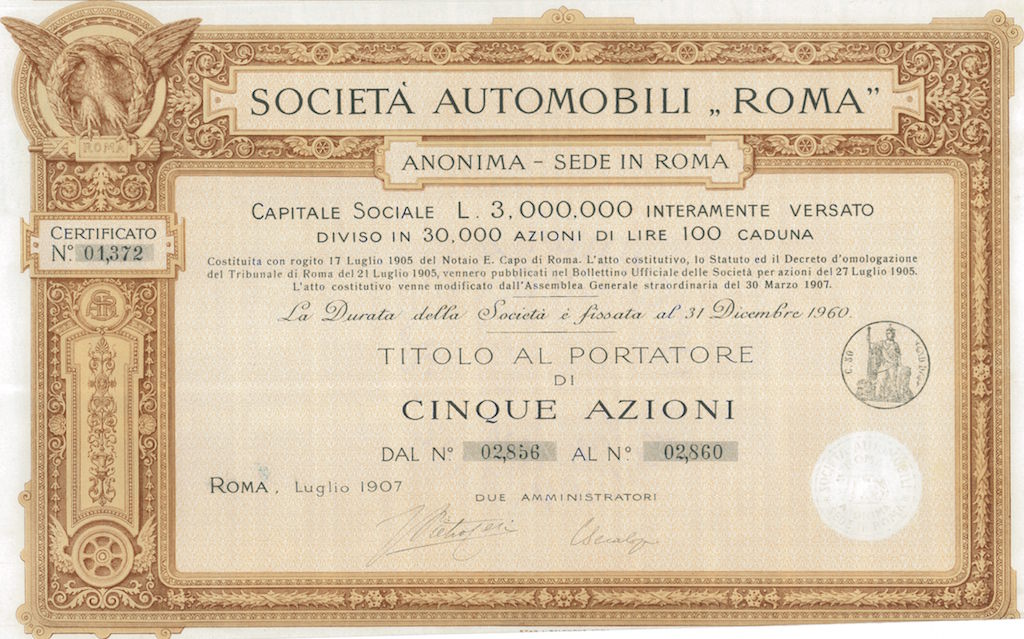 ROMA
SOCIETÀ AUTOMOBILI „ROMA”
ANONIMA - SEDE IN ROMA
CAPITALE SOCIALE L. 3,000,000 INTERAMENTE VERSATO
DIVISO IN 30,000 AZIONI DI LIRE 100 CADUNA
CERTIFICATO
N.º 01,372
Costituita con rogito 17 Luglio 1905 del Notaio E. Capo di Roma. L'atto costitutivo, lo Statuto ed il Decreto d'omologazione
del Tribunale di Roma del 21 Luglio 1905, vennero pubblicati nel Bollettino Ufficiale delle Società per azioni del 27 Luglio 1905.
L'atto costitutivo venne modificato dall'Assemblea Generale straordinaria del 30 Marzo 1907.
La Durata della Società è fissata al 31 Dicembre 1960.
TITOLO AL PORTATORE
DI
CINQUE AZIONI
DAL N.º 02,856 AL N.º 02,860
ROMA, Luglio 1907
DUE AMMINISTRATORI
C. 50